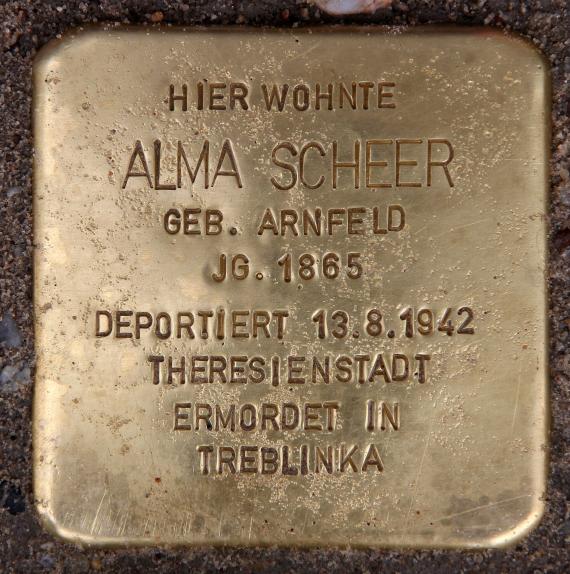 HIER WOHNTE
ALMA SCHEER
GEB. ARNFELD
JG. 1865
DEPORTIERT 13.8.1942
THERESIENSTADT
ERMORDET IN
TREBLINKA